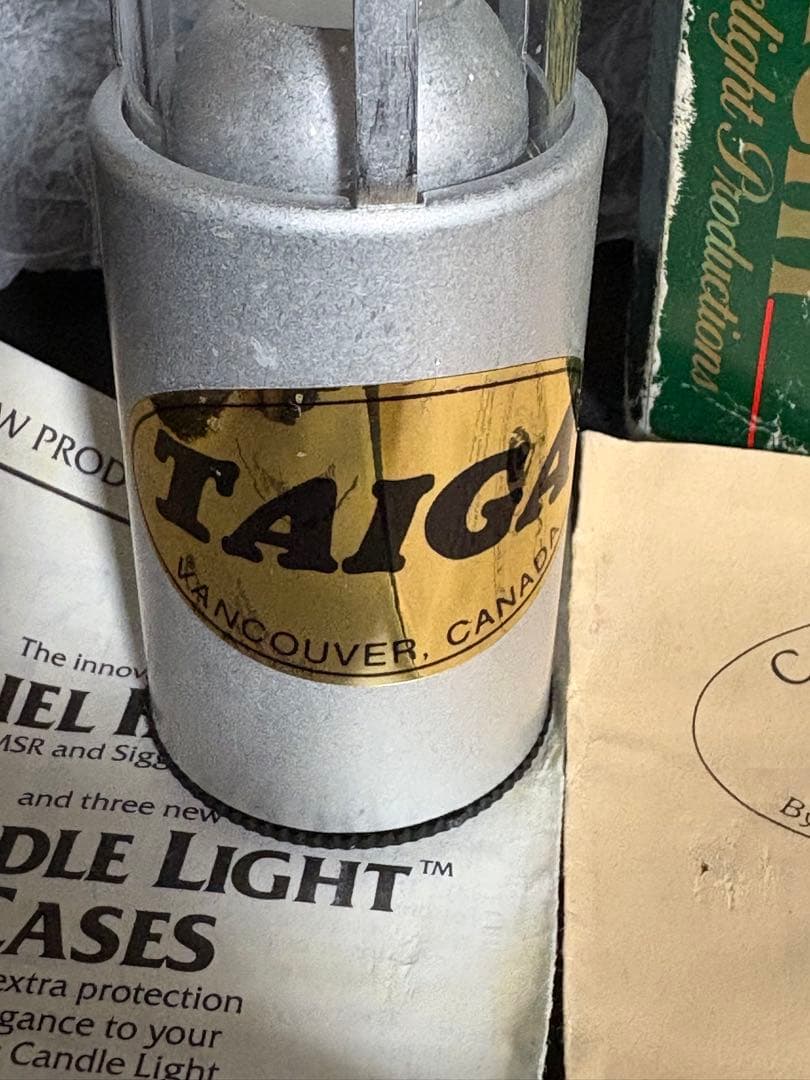 TAIGA
VANCOUVER, CANADA
light Productions
W PROD
The innov
IEL
MSR and Sigg
and three new
DLE LIGHT™
CASES
extra protection
gance to your
Candle Light
By